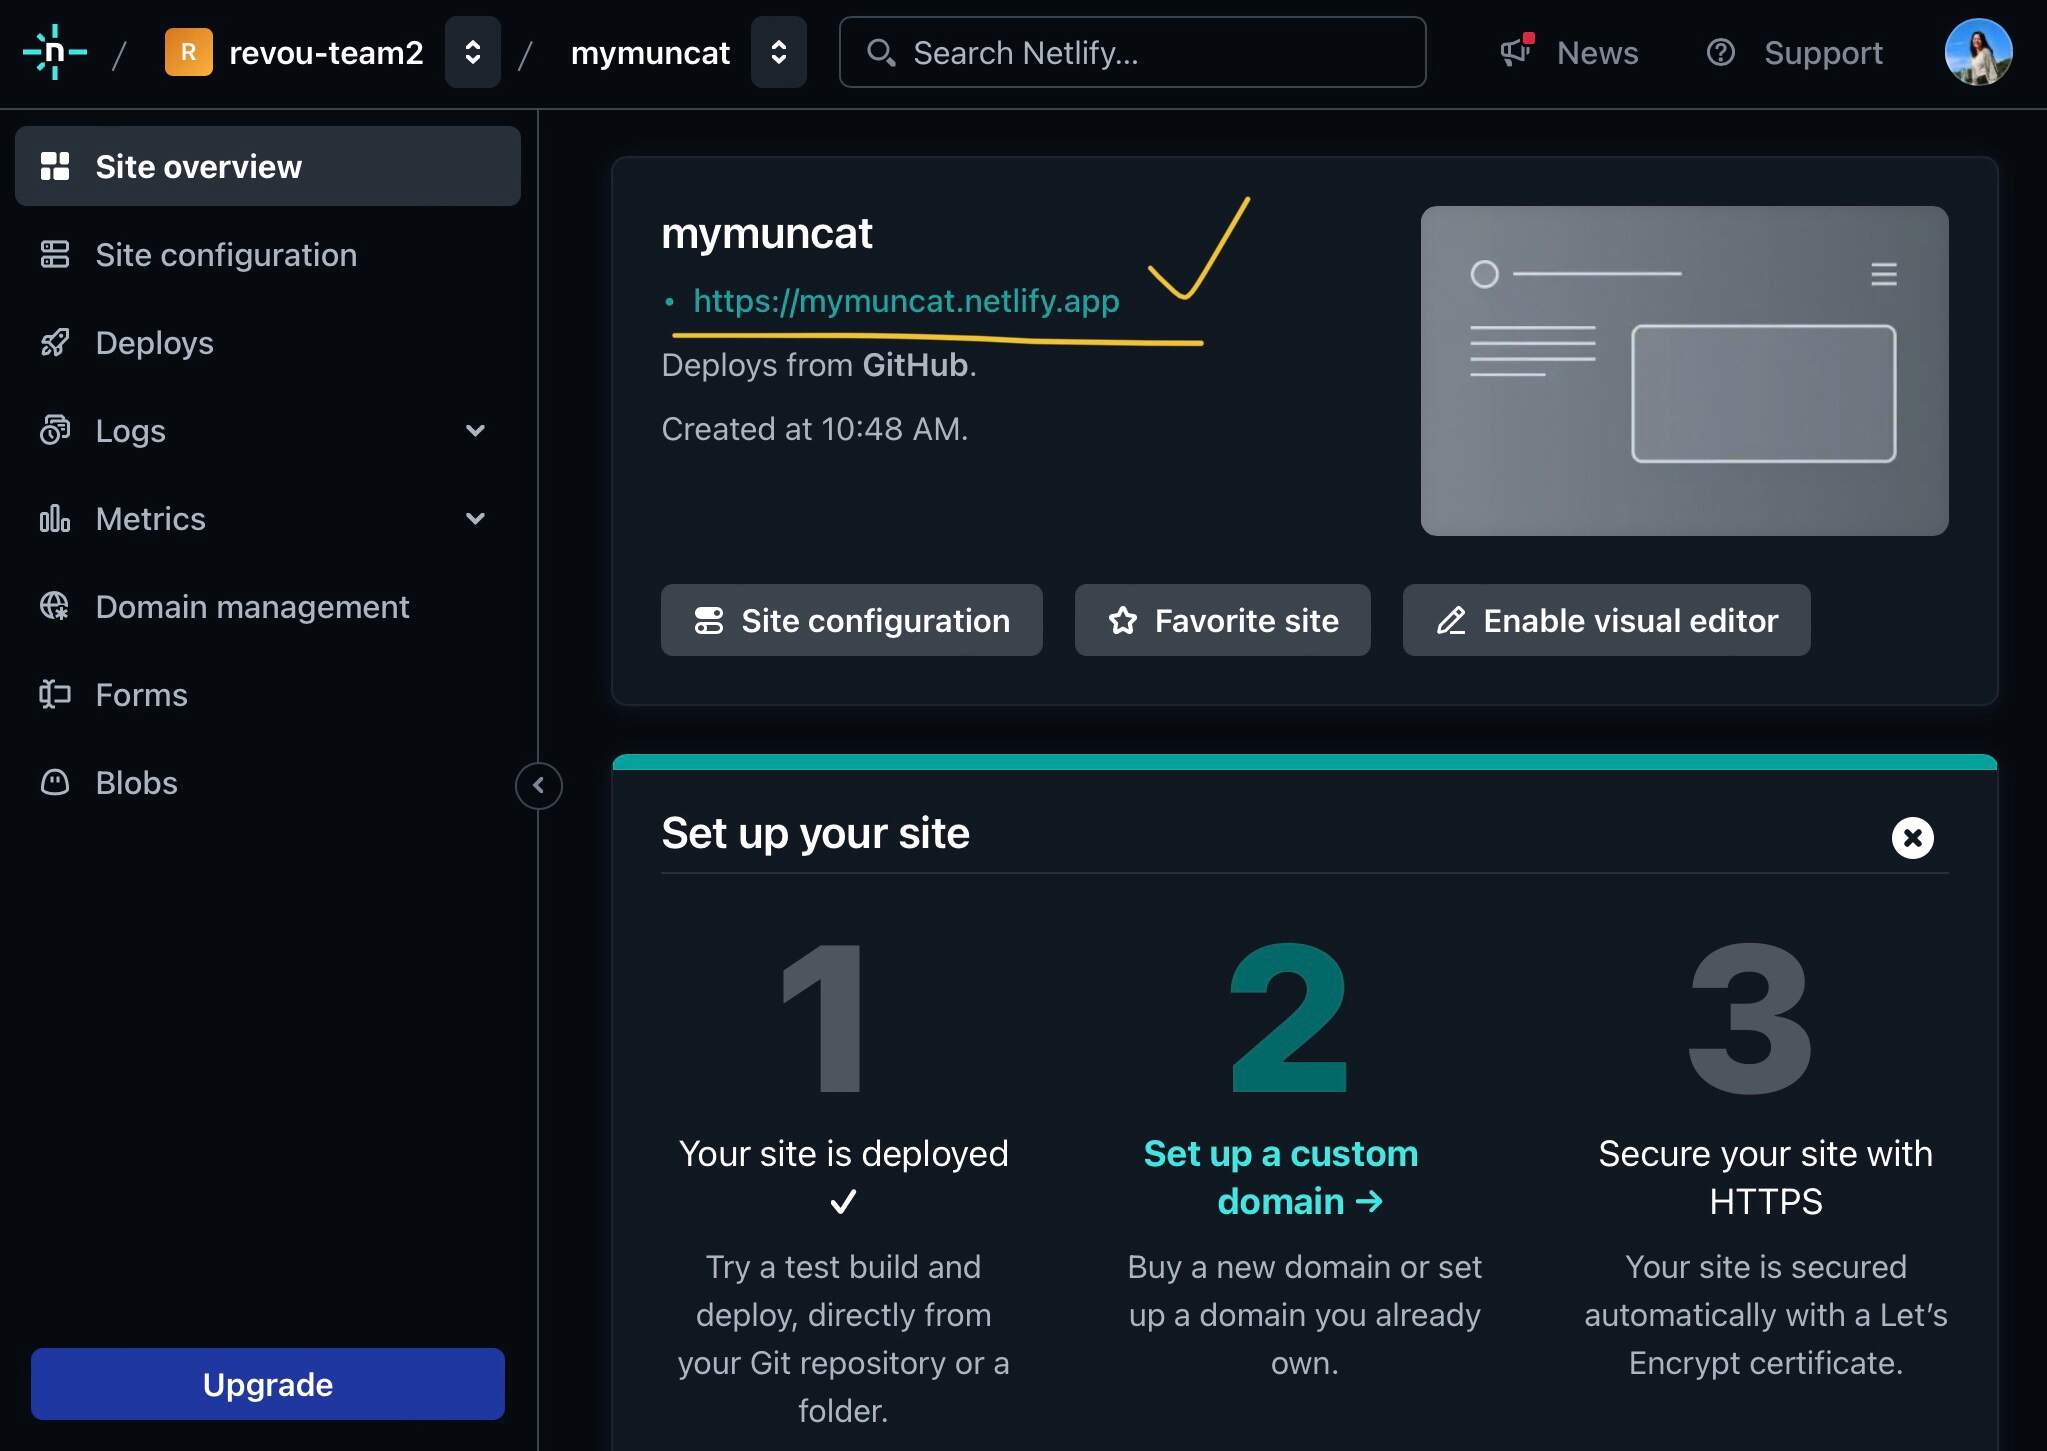 n / R revou-team2 / mymuncat Search Netlify... News Support
Site overview
Site configuration
Deploys
Logs
Metrics
Domain management
Forms
Blobs
Upgrade
mymuncat
• https://mymuncat.netlify.app
Deploys from GitHub.
Created at 10:48 AM.
Site configuration Favorite site Enable visual editor
Set up your site
1
Your site is deployed
✓
Try a test build and
deploy, directly from
your Git repository or a
folder.
2
Set up a custom
domain →
Buy a new domain or set
up a domain you already
own.
3
Secure your site with
HTTPS
Your site is secured
automatically with a Let’s
Encrypt certificate.